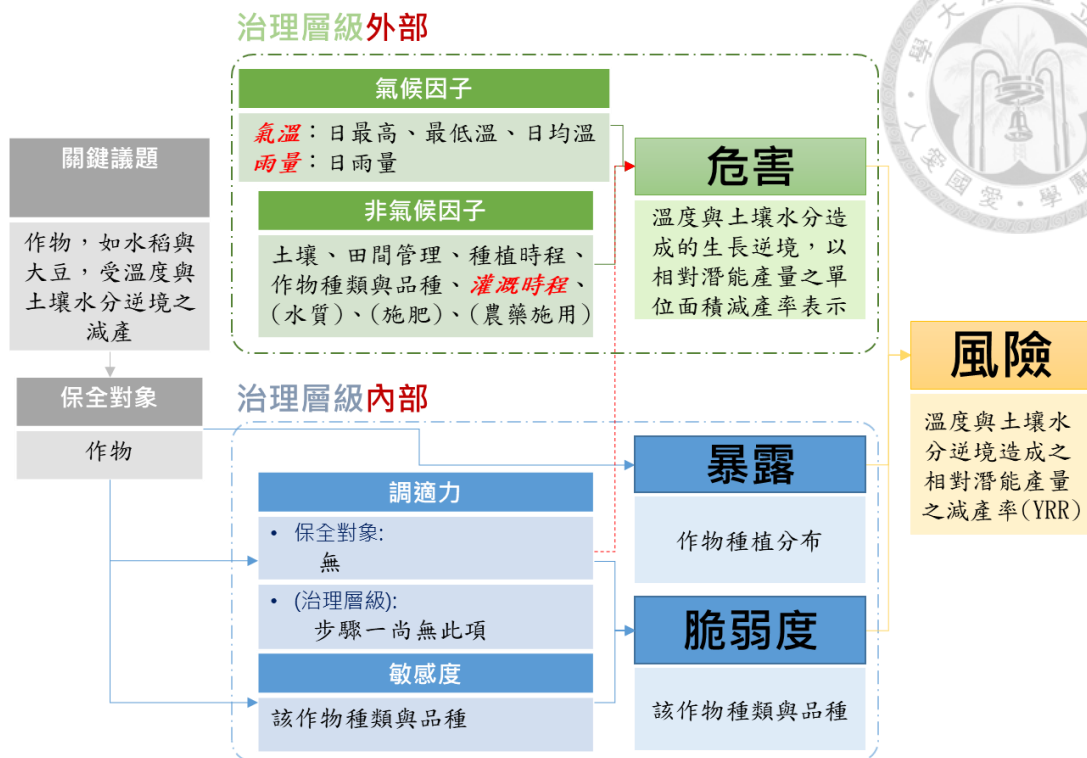 治理層級外部
氣候因子
氣溫：日最高、最低溫、日均溫
雨量：日雨量
非氣候因子
土壤、田間管理、種植時程、
作物種類與品種、灌溉時程、
(水質)、(施肥)、(農藥施用)
危害
溫度與土壤水分造
成的生長逆境，以
相對潛能產量之單
位面積減產率表示
關鍵議題
作物，如水稻與
大豆，受溫度與
土壤水分逆境之
減產
保全對象
作物
治理層級內部
調適力
• 保全對象:
無
• (治理層級):
步驟一尚無此項
敏感度
該作物種類與品種
暴露
作物種植分布
脆弱度
該作物種類與品種
風險
溫度與土壤水
分逆境造成之
相對潛能產量
之減產率(YRR)
學大灣
人愛國愛·學